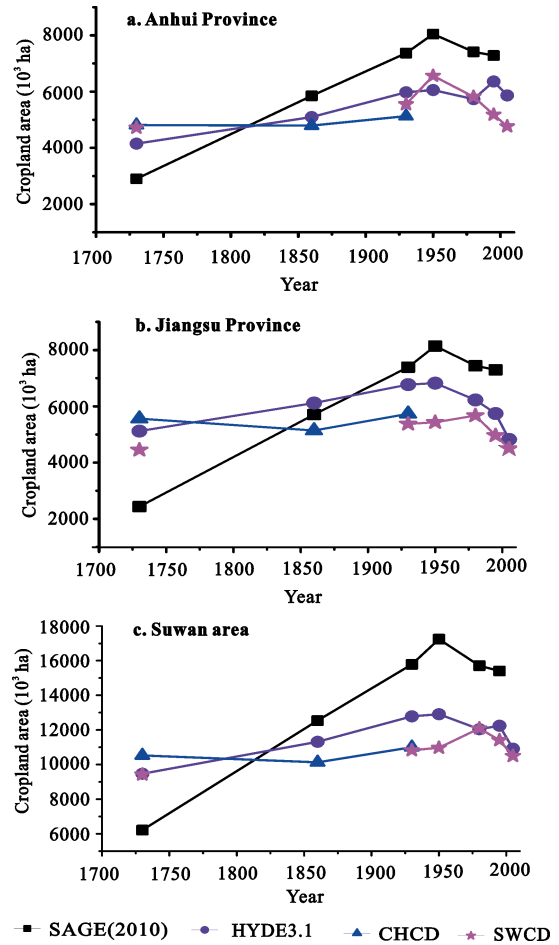 a. Anhui Province
8000
6000
4000
2000
Cropland area (10³ ha)
1700 1750 1800 1850 1900 1950 2000
Year
b. Jiangsu Province
8000
6000
4000
2000
Cropland area (10³ ha)
1700 1750 1800 1850 1900 1950 2000
Year
c. Suwan area
18000
16000
14000
12000
10000
8000
6000
Cropland area (10³ ha)
1700 1750 1800 1850 1900 1950 2000
Year
SAGE(2010) HYDE3.1 CHCD SWCD